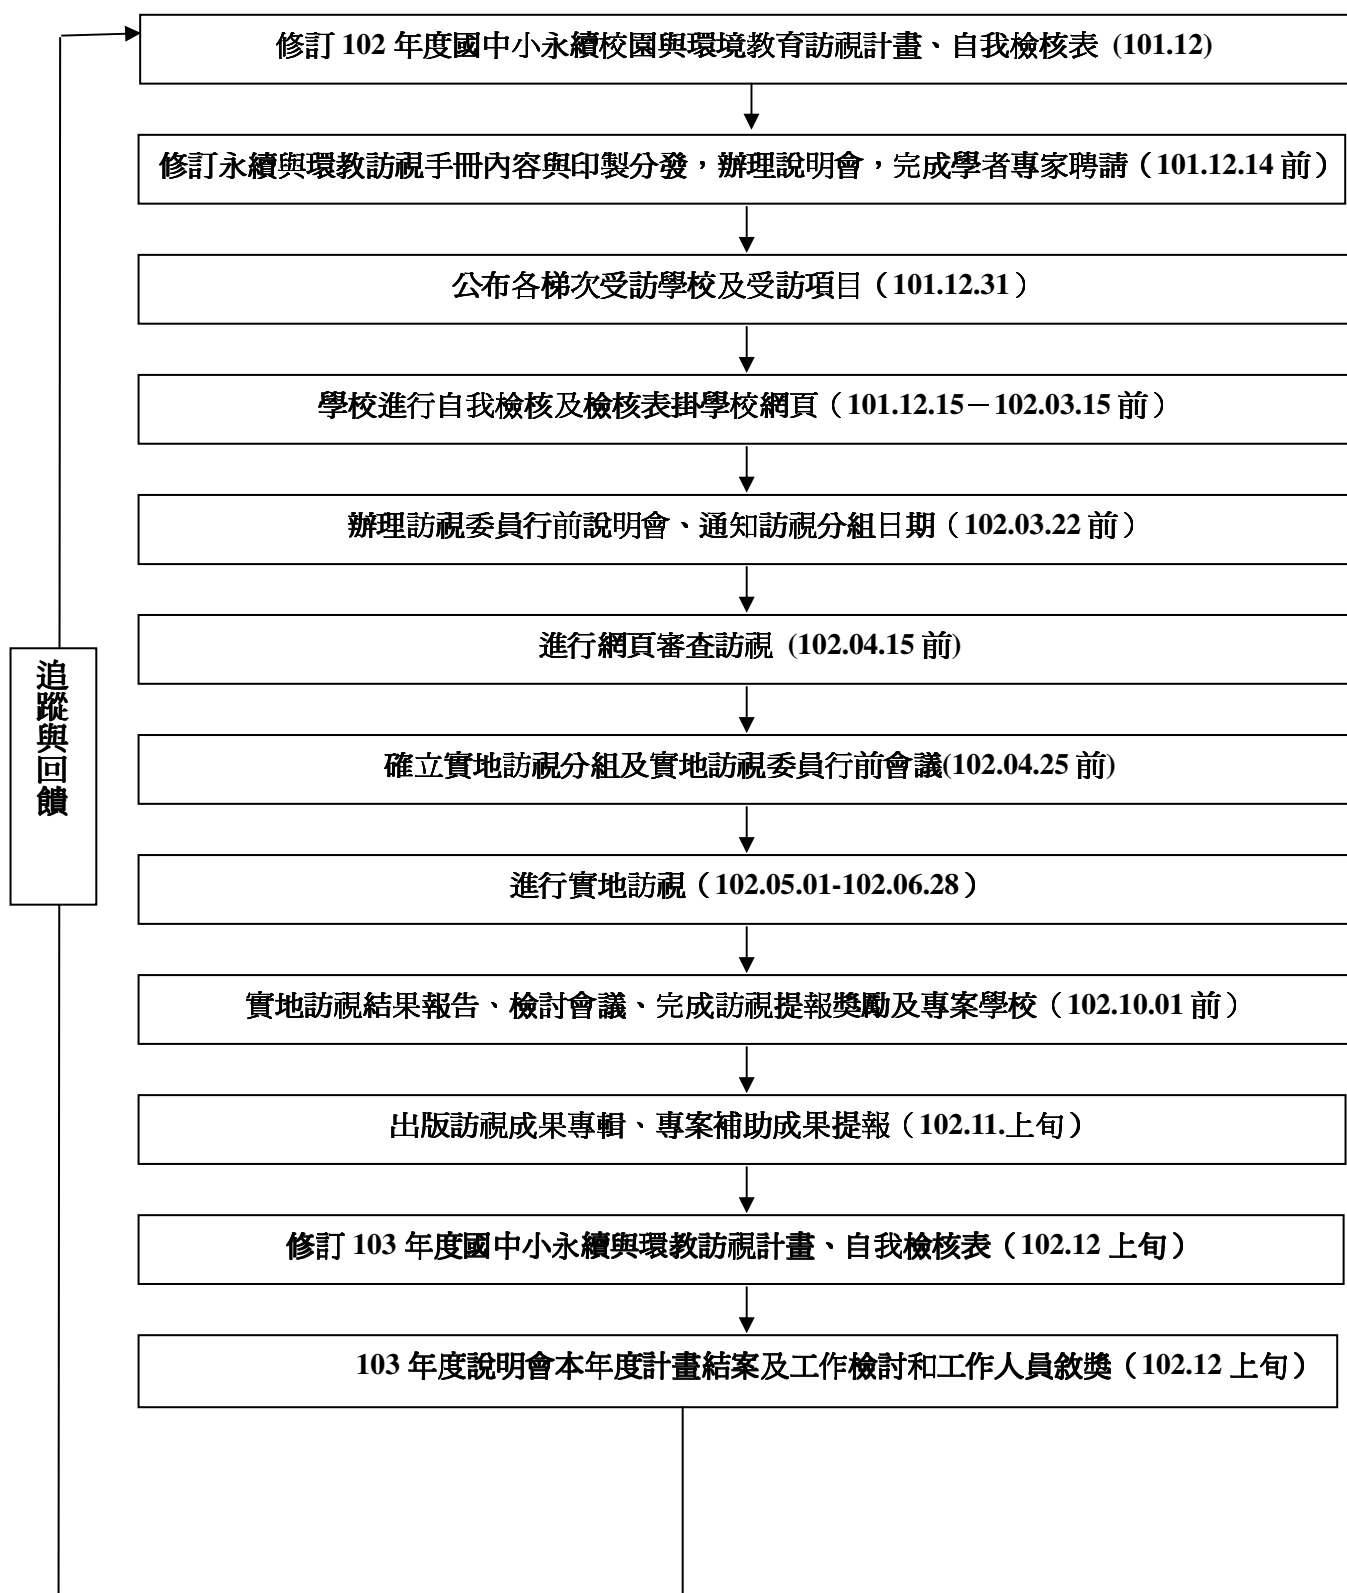 修訂 102 年度國中小永續校園與環境教育訪視計畫、自我檢核表 (101.12)
修訂永續與環教訪視手冊內容與印製分發，辦理說明會，完成學者專家聘請（101.12.14 前）
公布各梯次受訪學校及受訪項目（101.12.31）
學校進行自我檢核及檢核表掛學校網頁（101.12.15－102.03.15 前）
辦理訪視委員行前說明會、通知訪視分組日期（102.03.22 前）
進行網頁審查訪視 (102.04.15 前)
追蹤與回饋
確立實地訪視分組及實地訪視委員行前會議(102.04.25 前)
進行實地訪視（102.05.01-102.06.28）
實地訪視結果報告、檢討會議、完成訪視提報獎勵及專案學校（102.10.01 前）
出版訪視成果專輯、專案補助成果提報（102.11.上旬）
修訂 103 年度國中小永續與環教訪視計畫、自我檢核表（102.12 上旬）
103 年度說明會本年度計畫結案及工作檢討和工作人員敘獎（102.12 上旬）